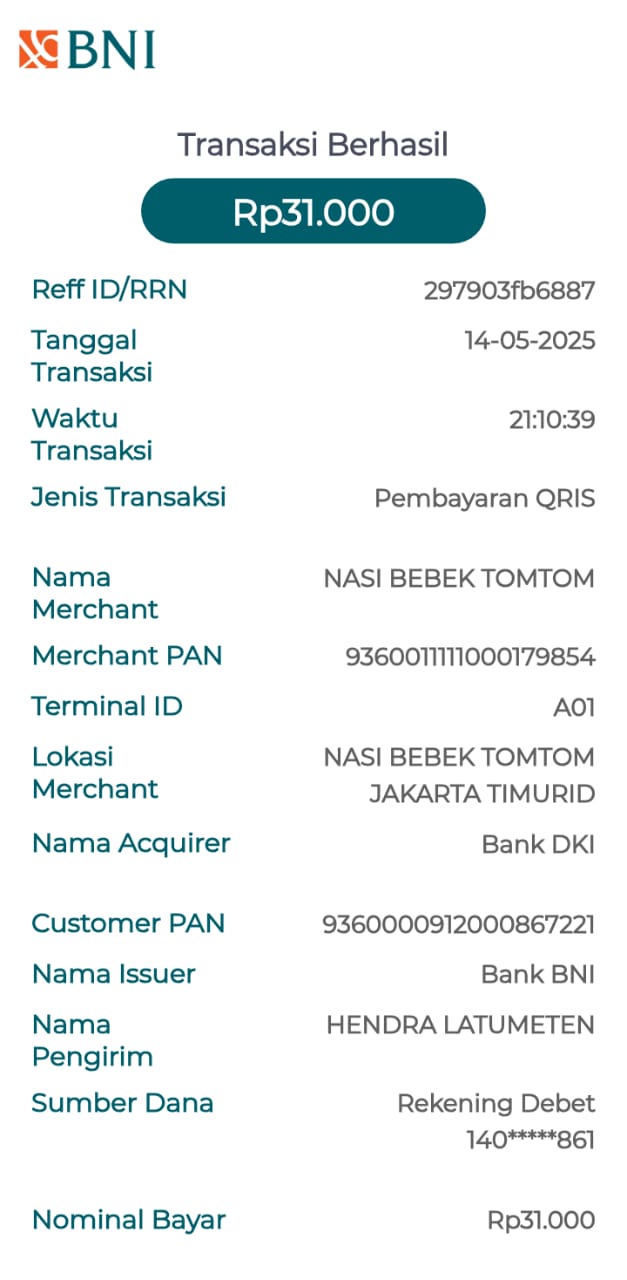 BNI
Transaksi Berhasil
Rp31.000
Reff ID/RRN 297903fb6887
Tanggal 14-05-2025
Transaksi
Waktu 21:10:39
Transaksi
Jenis Transaksi Pembayaran QRIS
Nama NASI BEBEK TOMTOM
Merchant
Merchant PAN 9360011111000179854
Terminal ID A01
Lokasi NASI BEBEK TOMTOM
Merchant JAKARTA TIMURID
Nama Acquirer Bank DKI
Customer PAN 9360000912000867221
Nama Issuer Bank BNI
Nama HENDRA LATUMETEN
Pengirim
Sumber Dana Rekening Debet
140*****861
Nominal Bayar Rp31.000